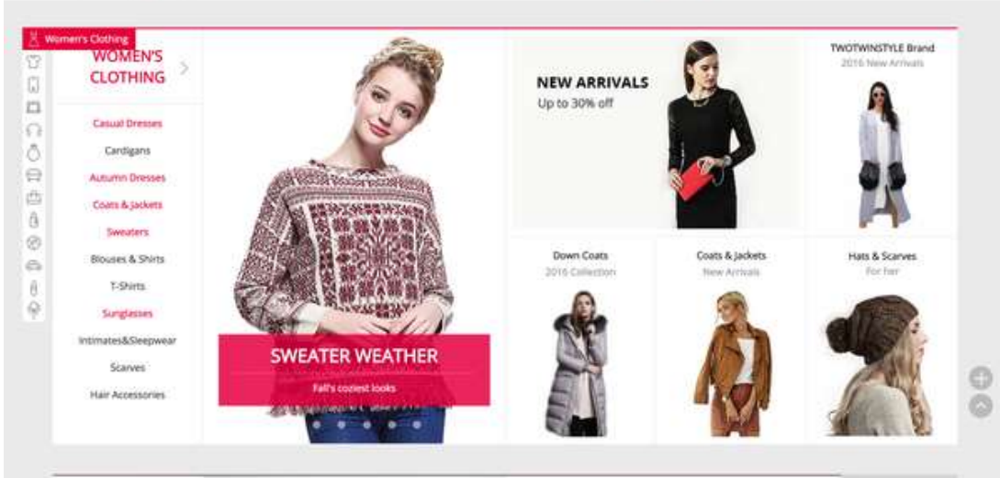 Women's Clothing
WOMEN'S
CLOTHING
Casual Dresses
Cardigans
Autumn Dresses
Coats & Jackets
Sweaters
Blouses & Shirts
T-Shirts
Sunglasses
Intimates&Sleepwear
Scarves
Hair Accessories
SWEATER WEATHER
Fall's coziest looks
NEW ARRIVALS
Up to 30% off
TWOTWINSTYLE Brand
2016 New Arrivals
Down Coats
2016 Collection
Coats & Jackets
New Arrivals
Hats & Scarves
For her